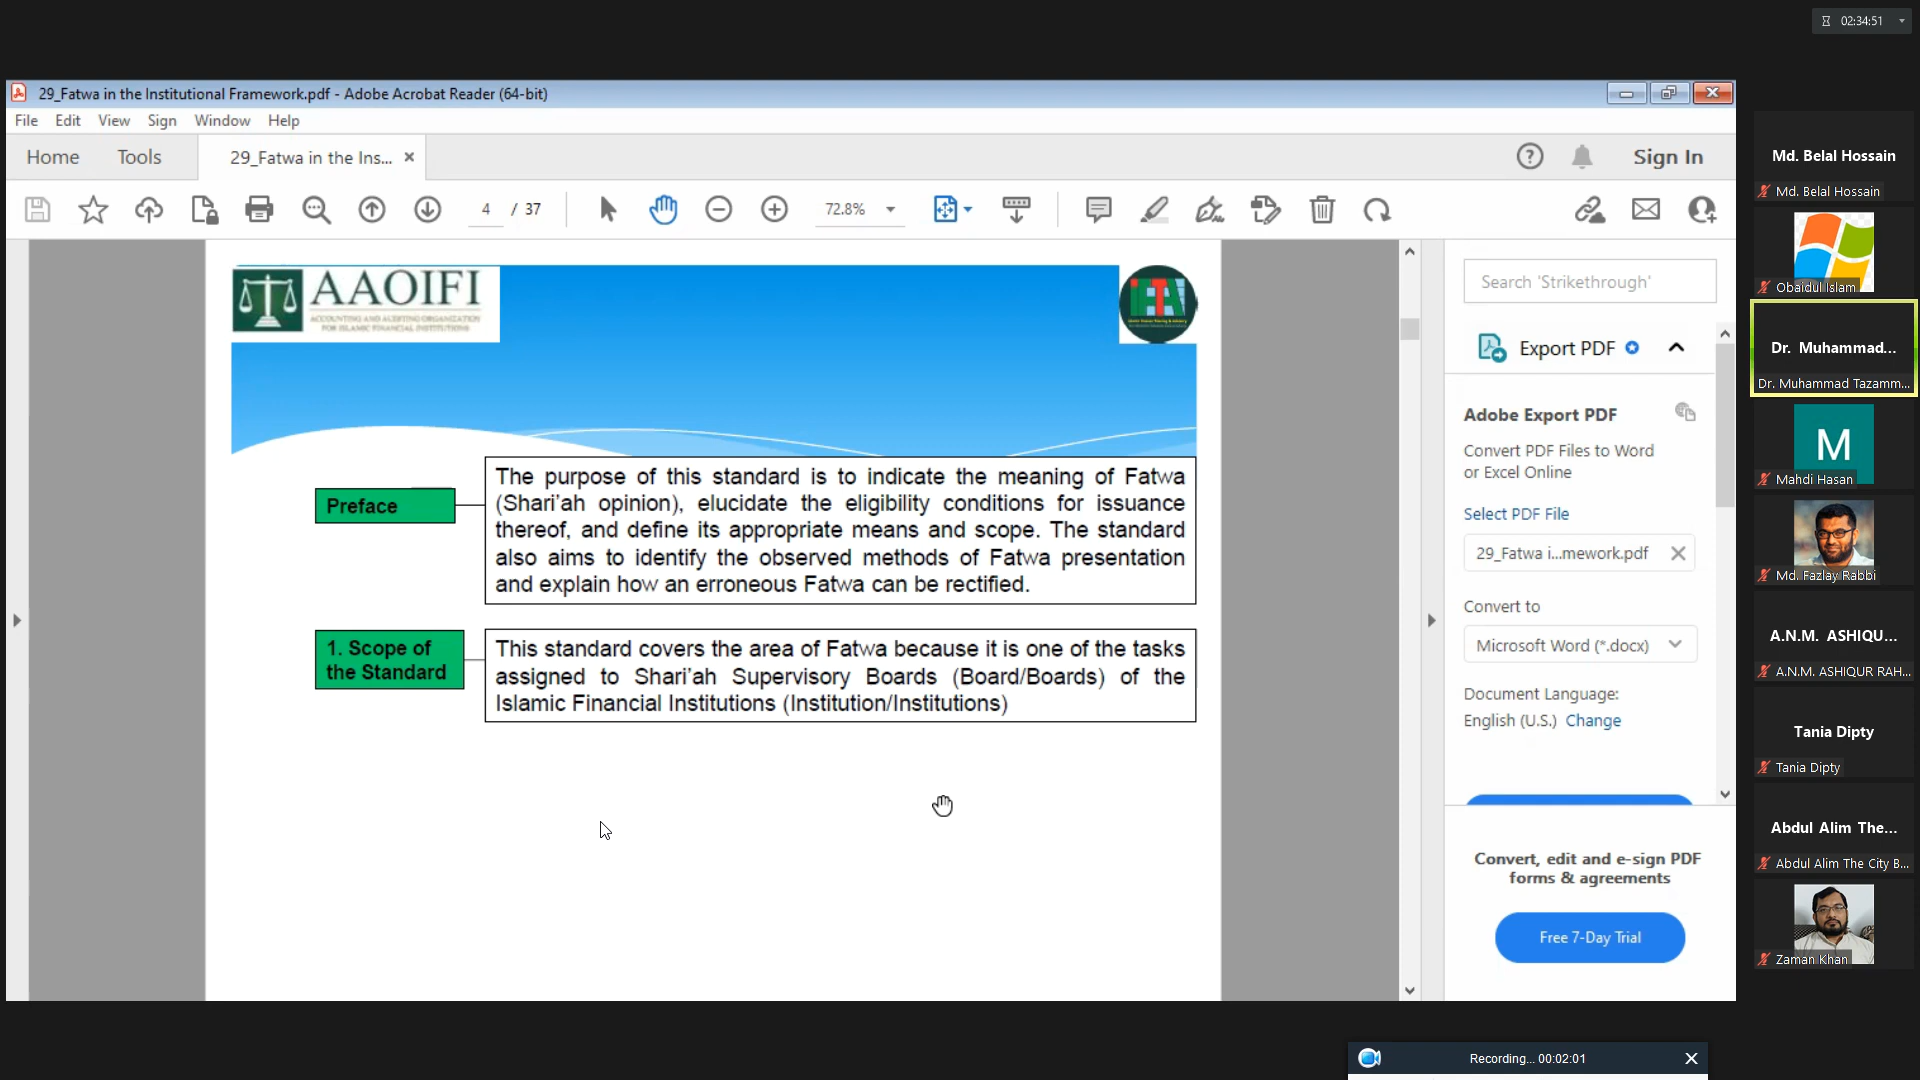 02:34:51
29_Fatwa in the Institutional Framework.pdf - Adobe Acrobat Reader (64-bit)
File Edit View Sign Window Help
Home Tools 29_Fatwa in the Ins... Sign In
4 / 37 72.8%
AAOIFI
ACCOUNTING AND AUDITING ORGANIZATION
FOR ISLAMIC FINANCIAL INSTITUTIONS
Preface
The purpose of this standard is to indicate the meaning of Fatwa
(Shari'ah opinion), elucidate the eligibility conditions for issuance
thereof, and define its appropriate means and scope. The standard
also aims to identify the observed methods of Fatwa presentation
and explain how an erroneous Fatwa can be rectified.
1. Scope of
the Standard
This standard covers the area of Fatwa because it is one of the tasks
assigned to Shari'ah Supervisory Boards (Board/Boards) of the
Islamic Financial Institutions (Institution/Institutions)
Search 'Strikethrough'
Export PDF
Adobe Export PDF
Convert PDF Files to Word
or Excel Online
Select PDF File
29_Fatwa i...mework.pdf
Convert to
Microsoft Word (*.docx)
Document Language:
English (U.S.) Change
Convert, edit and e-sign PDF
forms & agreements
Free 7-Day Trial
Md. Belal Hossain
Md. Belal Hossain
Obaidul Islam
Dr. Muhammad...
Dr. Muhammad Tazamm...
M
Mahdi Hasan
Md. Fazlay Rabbi
A.N.M. ASHIQU...
A.N.M. ASHIQUR RAH...
Tania Dipty
Tania Dipty
Abdul Alim The...
Abdul Alim The City B...
Zaman Khan
Recording... 00:02:01